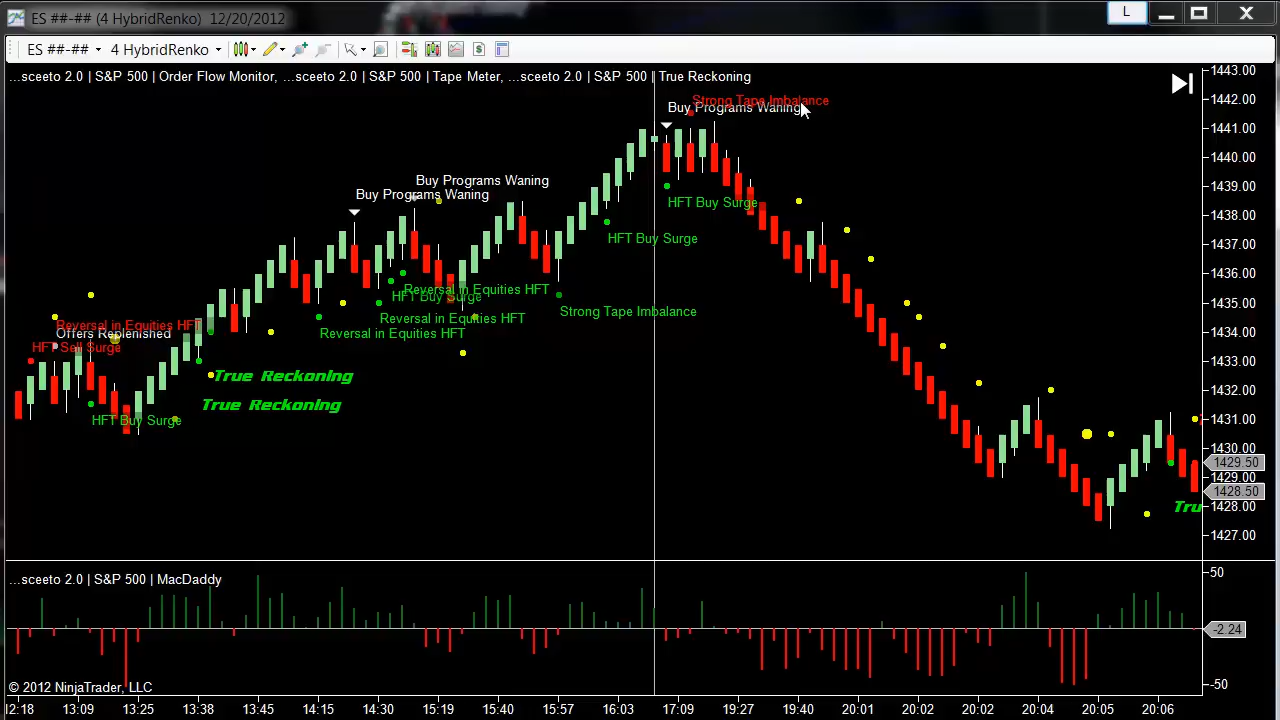 ES ##-## (4 HybridRenko) 12/20/2012
L
ES ##-## 4 HybridRenko
...sceeto 2.0 | S&P 500 | Order Flow Monitor, ...sceeto 2.0 | S&P 500 | Tape Meter, ...sceeto 2.0 | S&P 500 | True Reckoning
1443.00
Strong Tape Imbalance
1442.00
Buy Programs Waning
1441.00
1440.00
Buy Programs Waning
1439.00
Buy Programs Waning
HFT Buy Surge
1438.00
HFT Buy Surge
1437.00
1436.00
Reversal in Equities HFT
HFT Buy Surge
1435.00
Strong Tape Imbalance
Reversal in Equities HFT
Reversal in Equities HFT
Offers Replenished
Reversal in Equities HFT
1434.00
HFT Sell Surge
1433.00
True Reckoning
1432.00
True Reckoning
HFT Buy Surge
1431.00
1430.00
1429.50
1429.00
1428.50
Tru
1428.00
1427.00
...sceeto 2.0 | S&P 500 | MacDaddy
50
-2.24
-50
© 2012 NinjaTrader, LLC
12:18 13:09 13:25 13:38 14:15 14:30 15:19 15:40 15:57 16:03 17:09 19:27 19:40 20:01 20:02 20:04 20:05 20:06